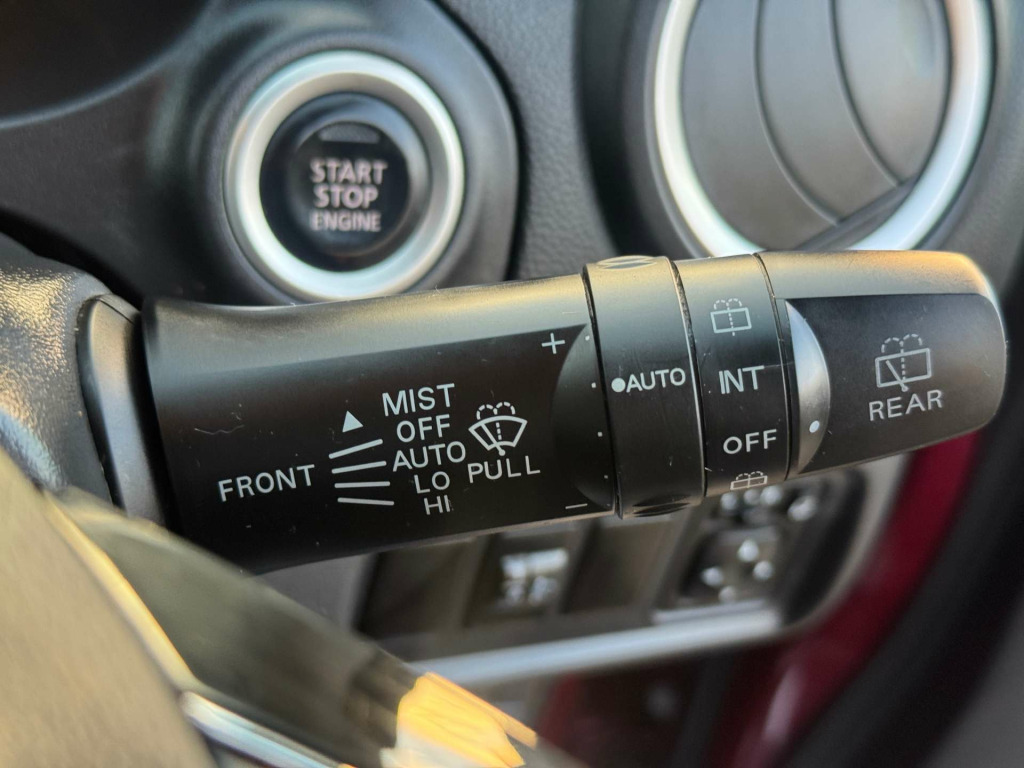 START
STOP
ENGINE
+
MIST
OFF
AUTO
LO
HI
FRONT
PULL
−
AUTO
INT
OFF
REAR